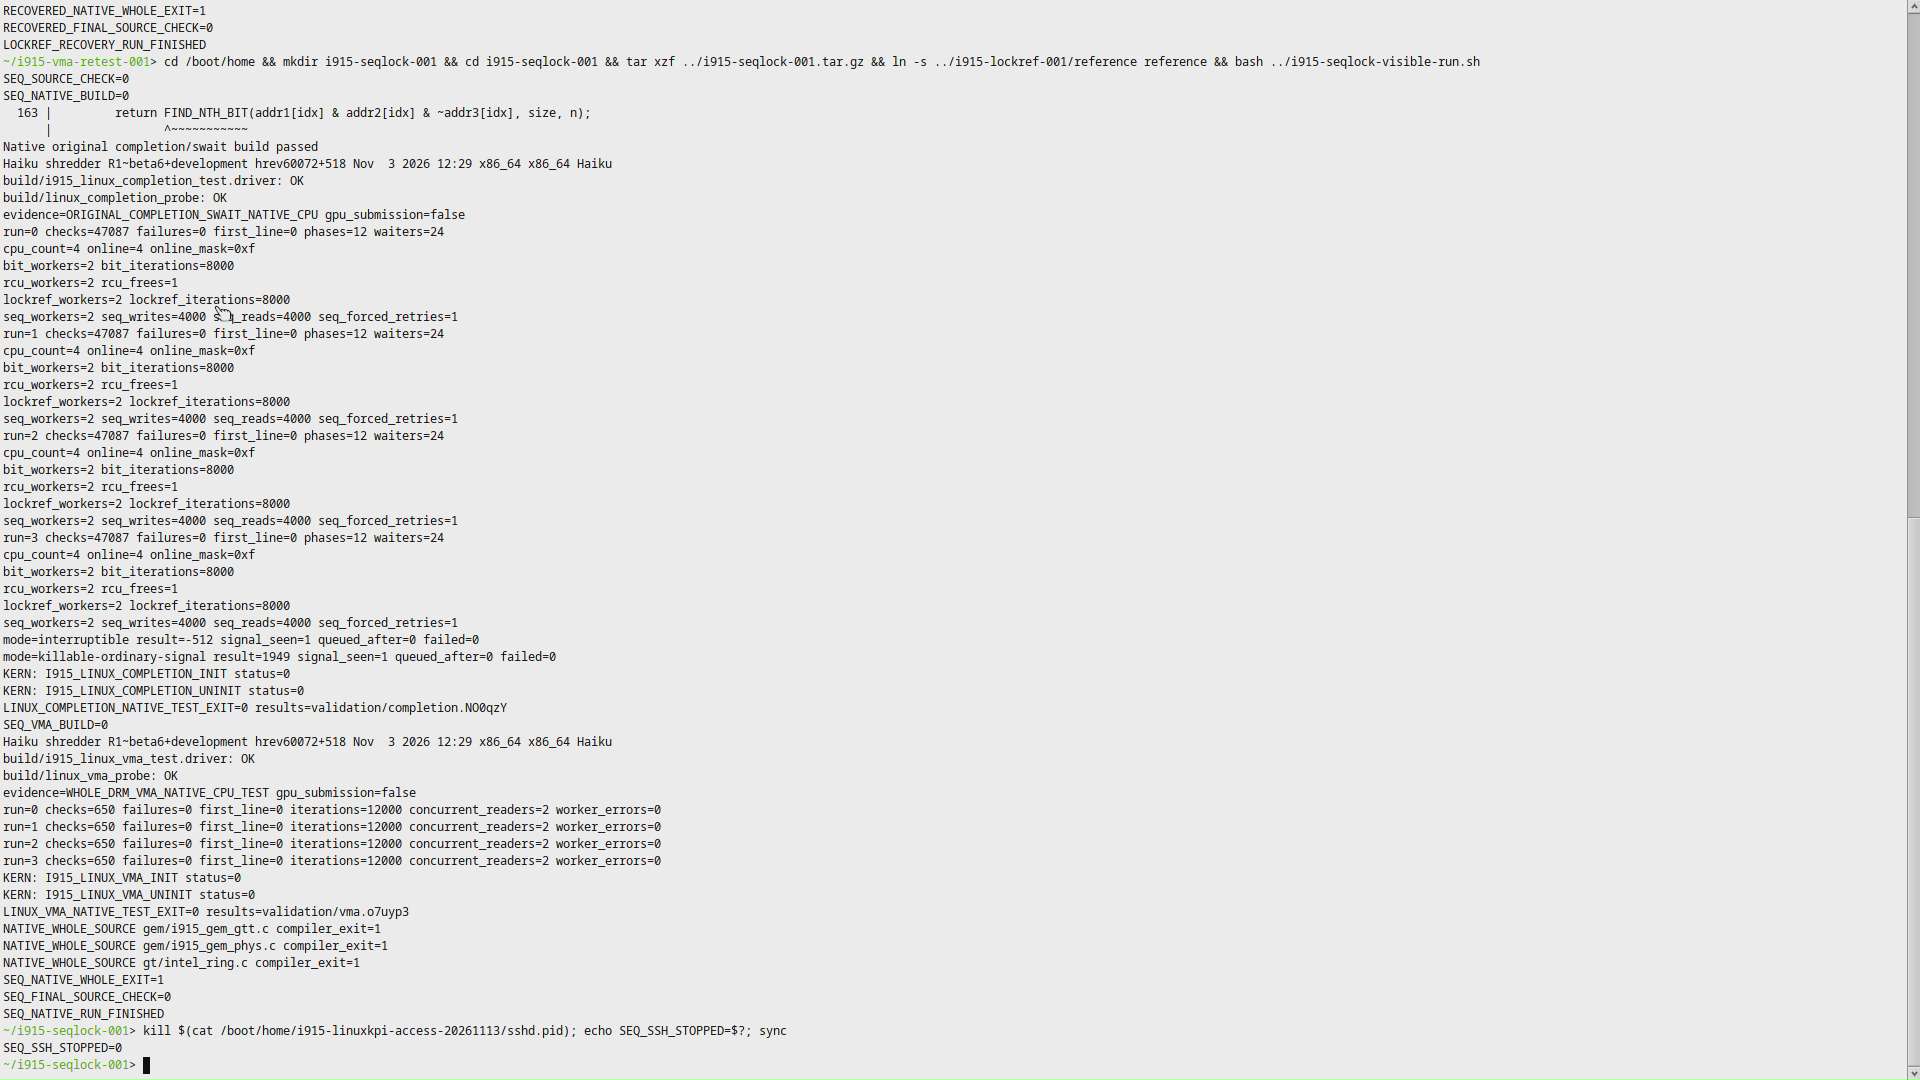 RECOVERED_NATIVE_WHOLE_EXIT=1
RECOVERED_FINAL_SOURCE_CHECK=0
LOCKREF_RECOVERY_RUN_FINISHED
~/i915-vma-retest-001> cd /boot/home && mkdir i915-seqlock-001 && cd i915-seqlock-001 && tar xzf ../i915-seqlock-001.tar.gz && ln -s ../i915-lockref-001/reference reference && bash ../i915-seqlock-visible-run.sh
SEQ_SOURCE_CHECK=0
SEQ_NATIVE_BUILD=0
  163 |         return FIND_NTH_BIT(addr1[idx] & addr2[idx] & ~addr3[idx], size, n);
      |                ^~~~~~~~~~~~
Native original completion/swait build passed
Haiku shredder R1~beta6+development hrev60072+518 Nov  3 2026 12:29 x86_64 x86_64 Haiku
build/i915_linux_completion_test.driver: OK
build/linux_completion_probe: OK
evidence=ORIGINAL_COMPLETION_SWAIT_NATIVE_CPU gpu_submission=false
run=0 checks=47087 failures=0 first_line=0 phases=12 waiters=24
cpu_count=4 online=4 online_mask=0xf
bit_workers=2 bit_iterations=8000
rcu_workers=2 rcu_frees=1
lockref_workers=2 lockref_iterations=8000
seq_workers=2 seq_writes=4000 seq_reads=4000 seq_forced_retries=1
run=1 checks=47087 failures=0 first_line=0 phases=12 waiters=24
cpu_count=4 online=4 online_mask=0xf
bit_workers=2 bit_iterations=8000
rcu_workers=2 rcu_frees=1
lockref_workers=2 lockref_iterations=8000
seq_workers=2 seq_writes=4000 seq_reads=4000 seq_forced_retries=1
run=2 checks=47087 failures=0 first_line=0 phases=12 waiters=24
cpu_count=4 online=4 online_mask=0xf
bit_workers=2 bit_iterations=8000
rcu_workers=2 rcu_frees=1
lockref_workers=2 lockref_iterations=8000
seq_workers=2 seq_writes=4000 seq_reads=4000 seq_forced_retries=1
run=3 checks=47087 failures=0 first_line=0 phases=12 waiters=24
cpu_count=4 online=4 online_mask=0xf
bit_workers=2 bit_iterations=8000
rcu_workers=2 rcu_frees=1
lockref_workers=2 lockref_iterations=8000
seq_workers=2 seq_writes=4000 seq_reads=4000 seq_forced_retries=1
mode=interruptible result=-512 signal_seen=1 queued_after=0 failed=0
mode=killable-ordinary-signal result=1949 signal_seen=1 queued_after=0 failed=0
KERN: I915_LINUX_COMPLETION_INIT status=0
KERN: I915_LINUX_COMPLETION_UNINIT status=0
LINUX_COMPLETION_NATIVE_TEST_EXIT=0 results=validation/completion.NO0qzY
SEQ_VMA_BUILD=0
Haiku shredder R1~beta6+development hrev60072+518 Nov  3 2026 12:29 x86_64 x86_64 Haiku
build/i915_linux_vma_test.driver: OK
build/linux_vma_probe: OK
evidence=WHOLE_DRM_VMA_NATIVE_CPU_TEST gpu_submission=false
run=0 checks=650 failures=0 first_line=0 iterations=12000 concurrent_readers=2 worker_errors=0
run=1 checks=650 failures=0 first_line=0 iterations=12000 concurrent_readers=2 worker_errors=0
run=2 checks=650 failures=0 first_line=0 iterations=12000 concurrent_readers=2 worker_errors=0
run=3 checks=650 failures=0 first_line=0 iterations=12000 concurrent_readers=2 worker_errors=0
KERN: I915_LINUX_VMA_INIT status=0
KERN: I915_LINUX_VMA_UNINIT status=0
LINUX_VMA_NATIVE_TEST_EXIT=0 results=validation/vma.o7uyp3
NATIVE_WHOLE_SOURCE gem/i915_gem_gtt.c compiler_exit=1
NATIVE_WHOLE_SOURCE gem/i915_gem_phys.c compiler_exit=1
NATIVE_WHOLE_SOURCE gt/intel_ring.c compiler_exit=1
SEQ_NATIVE_WHOLE_EXIT=1
SEQ_FINAL_SOURCE_CHECK=0
SEQ_NATIVE_RUN_FINISHED
~/i915-seqlock-001> kill $(cat /boot/home/i915-linuxkpi-access-20261113/sshd.pid); echo SEQ_SSH_STOPPED=$?; sync
SEQ_SSH_STOPPED=0
~/i915-seqlock-001>